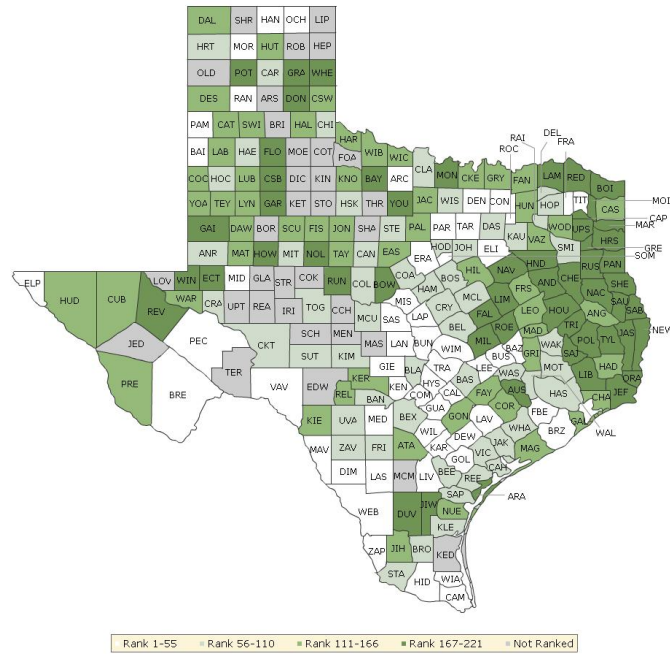 DAL SHR HAN OCH LIP
HRT MOR HUT ROB HEP
OLD POT CAR GRA WHE
DES RAN ARS DON CSW
PAM CAT SWI BRI HAL CHI
BAI LAB HAE FLO MOE COT FOA HAR WIB WIC CLA MON CKE GRY FAN ROC RAI DEL FRA LAM RED BOI
COC HOC LUB CSB DIC KIN KNO BAY ARC JAC WIS DEN CON HUN HOP TIT CAS MOI
YOA TEY LYN GAR KET STO HSK THR YOU CAP
GAI DAW BOR SCU FIS JON SHA STE PAL PAR TAR DAS KAU VAZ WOD UPS HRS MAR
ANR MAT HOW MIT NOL TAY CAN EAS HOD JOH ELI SMI GRE
SOM
ELP HUD CUB LOV WIN ECT MID GLA STR COK RUN COL BOW ERA COA HAM BOS HIL NAV HND RUS PAN
REV WAR CRA UPT REA IRI TOG CCH MCU MIS CRY MCL LIM FRS AND CHE NAC SHE
JED PEC CKT SCH MEN MAS SAS LAP BEL FAL LEO HOU ANG SAU SAB NEW
SUT KIM LAN BUN MIL ROE MAD TRI POL TYL JAS
PRE BRE TER VAV EDW KER GIE WIM BUS BAZ GRI WAK SAJ
REL BAN KEN BLA HYS TRA LEE WAS MOT LIB HAD ORA
COM CAL BAS AUS HAS CHA JEF
KIE UVA MED BEX GUA FAY COR FBE GAL WAL
MAV ZAV FRI ATA WIL GON LAV WHA BRZ
KAR DEW JAK MAG
DIM LAS MCM LIV GOL VIC CAH
BEE REE
WEB DUV JIW SAP ARA
NUE
KLE
ZAP JIH BRO KED
STA HID WIA
CAM
Rank 1-55 Rank 56-110 Rank 111-166 Rank 167-221 Not Ranked